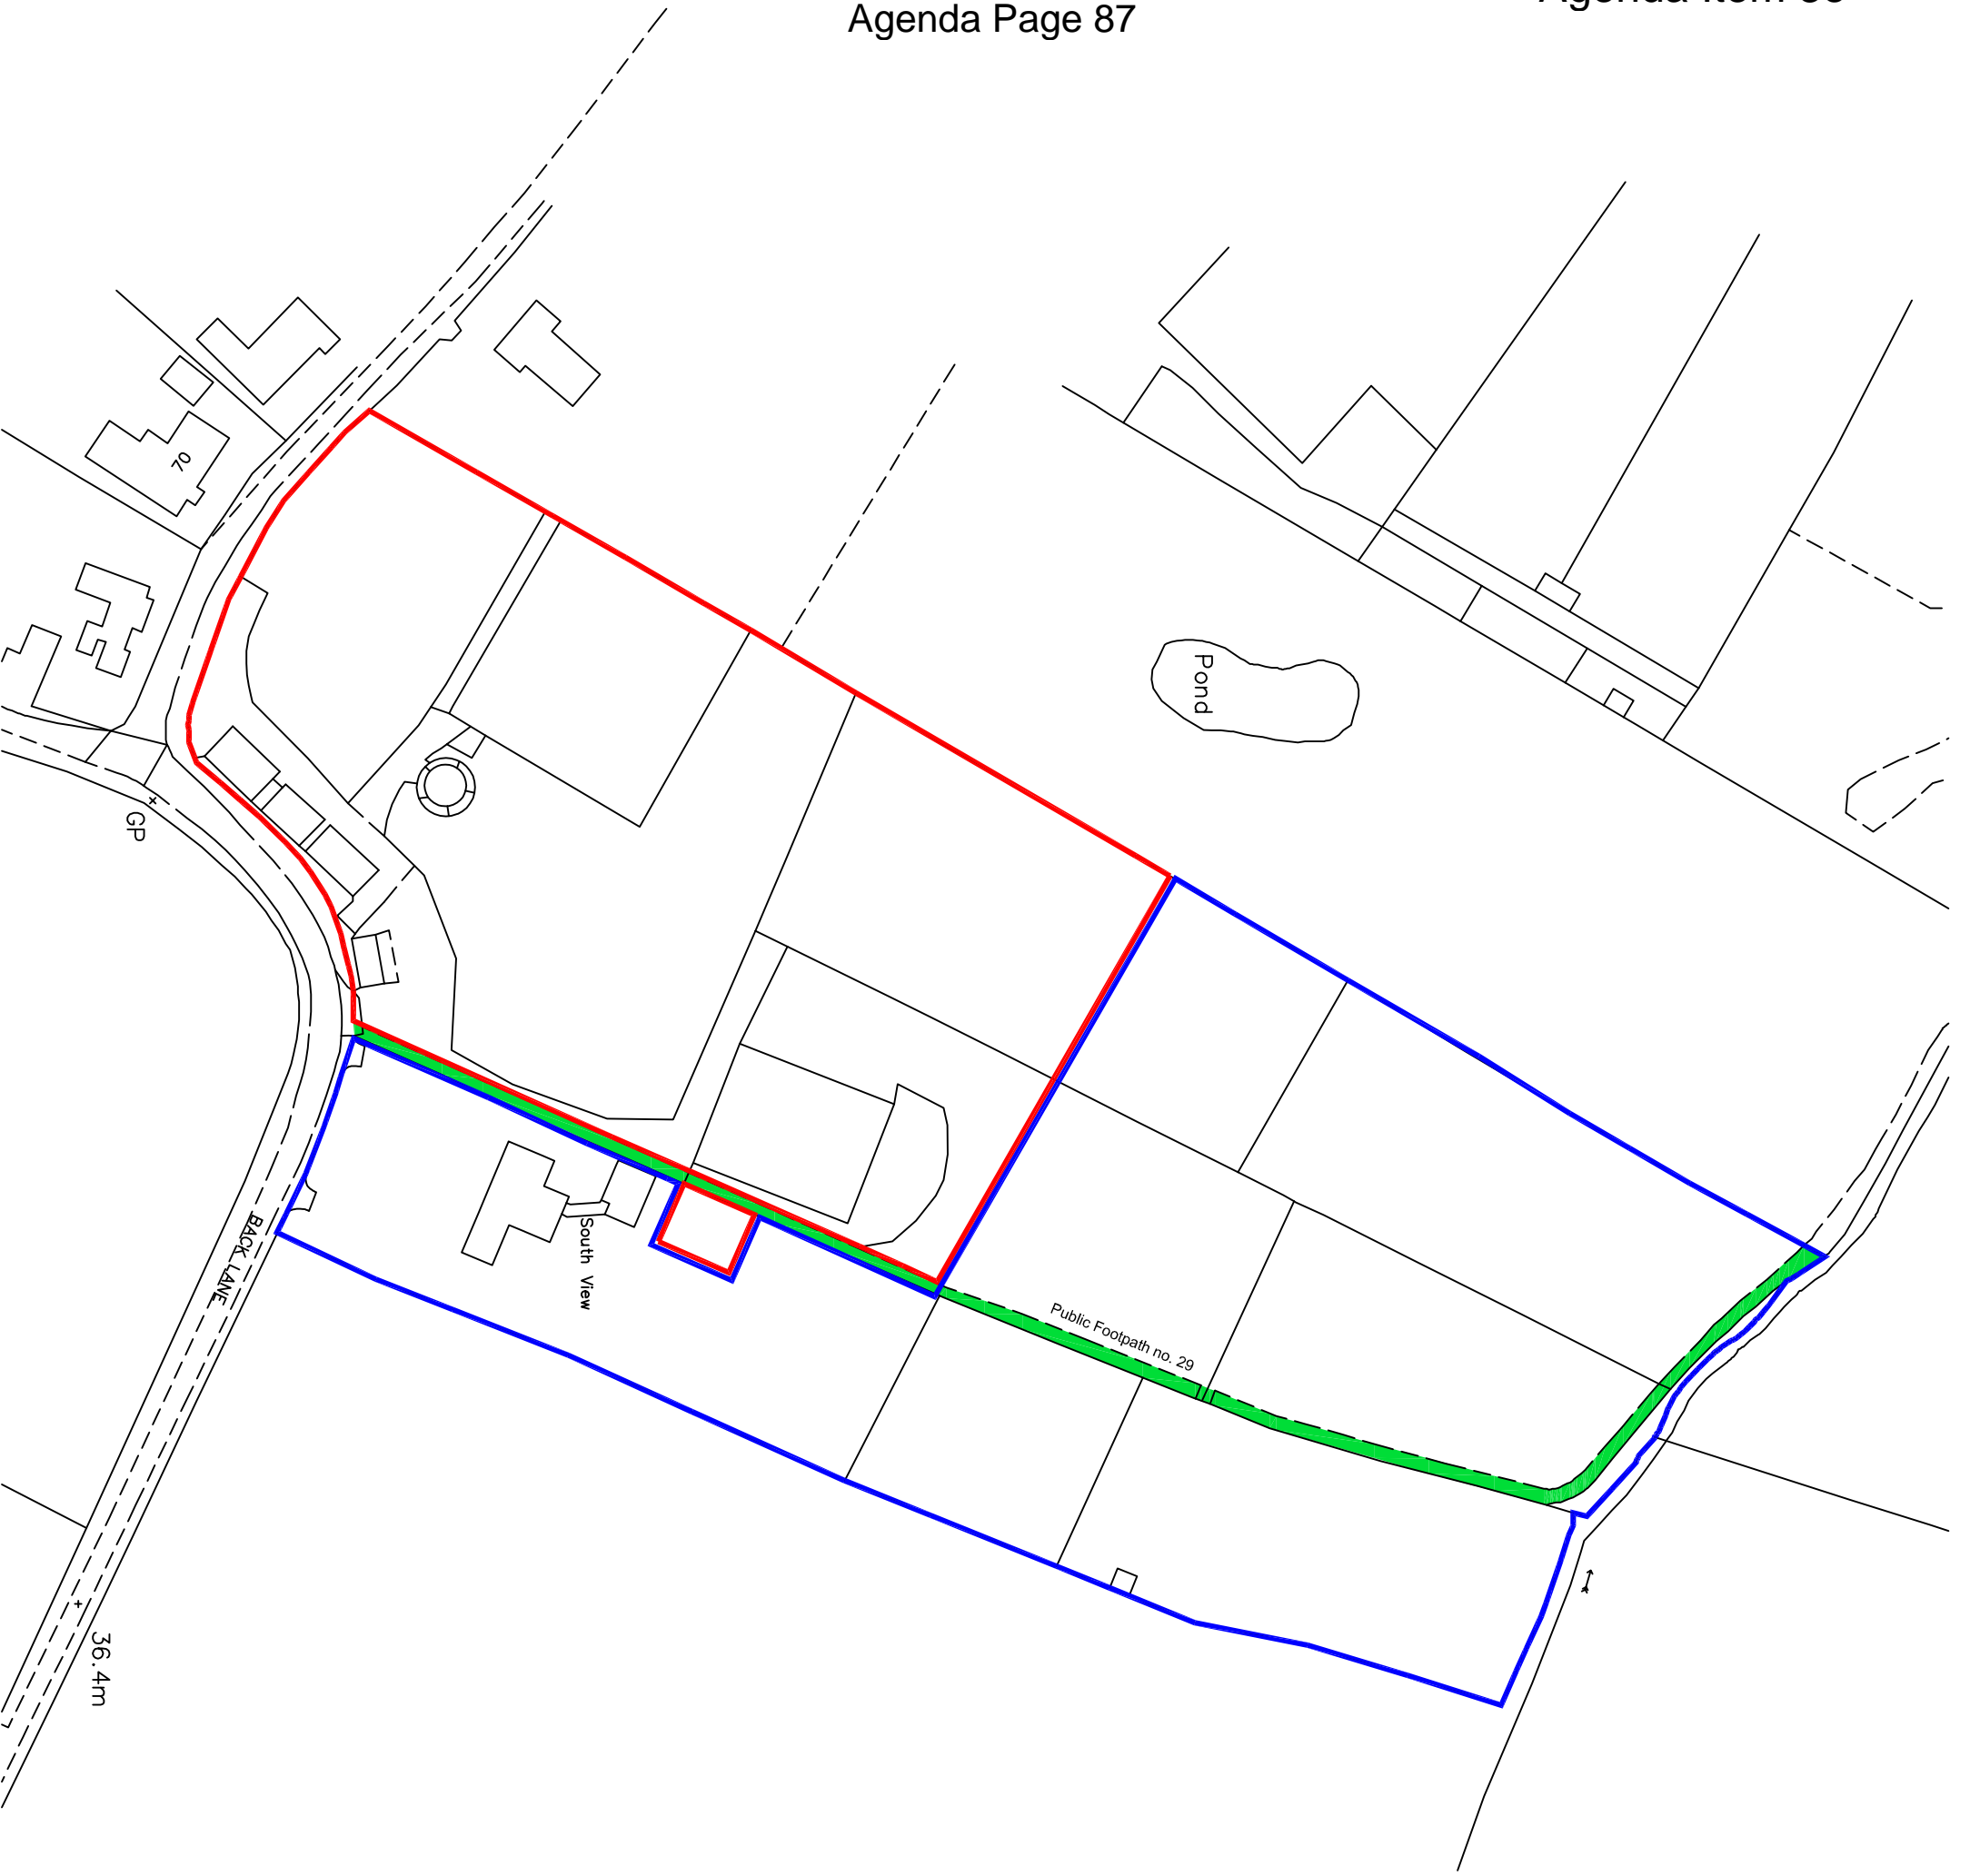 Agenda Page 87
70
Pond
GP
South View
BACK LANE
Public Footpath no. 29
36.4m